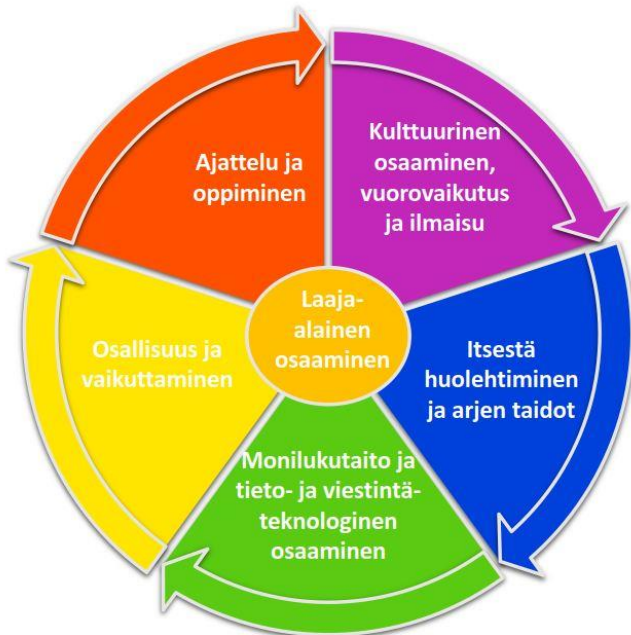 Ajattelu ja
oppiminen
Kulttuurinen
osaaminen,
vuorovaikutus
ja ilmaisu
Laaja-
alainen
osaaminen
Osallisuus ja
vaikuttaminen
Itsestä
huolehtiminen
ja arjen taidot
Monilukutaito ja
tieto- ja viestintä-
teknologinen
osaaminen